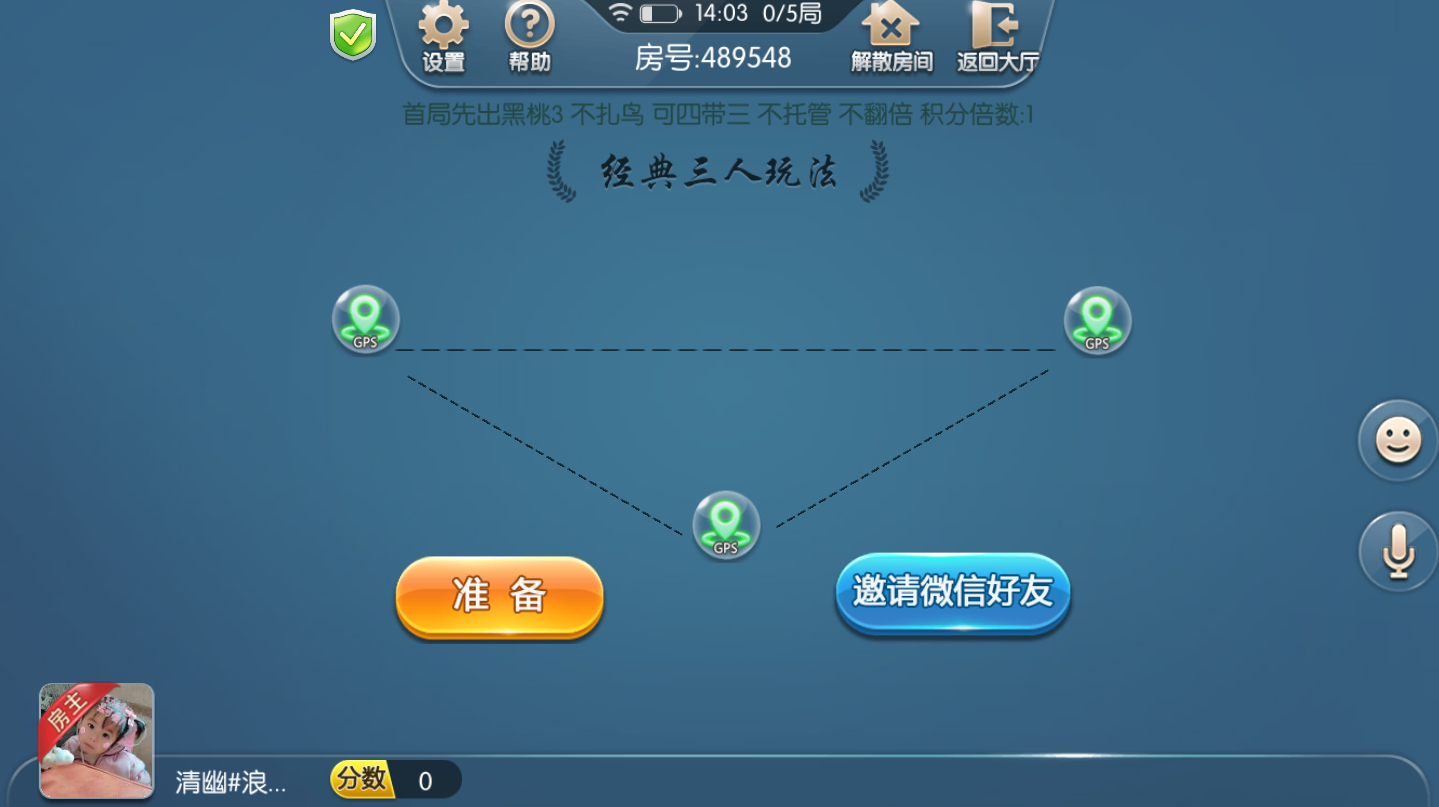 14:03 0/5局
设置 帮助 房号:489548 解散房间 返回大厅
首局先出黑桃3 不扎鸟 可四带三 不托管 不翻倍 积分倍数:1
经典三人玩法
GPS GPS
GPS
准备 邀请微信好友
房主
清幽#浪... 分数 0